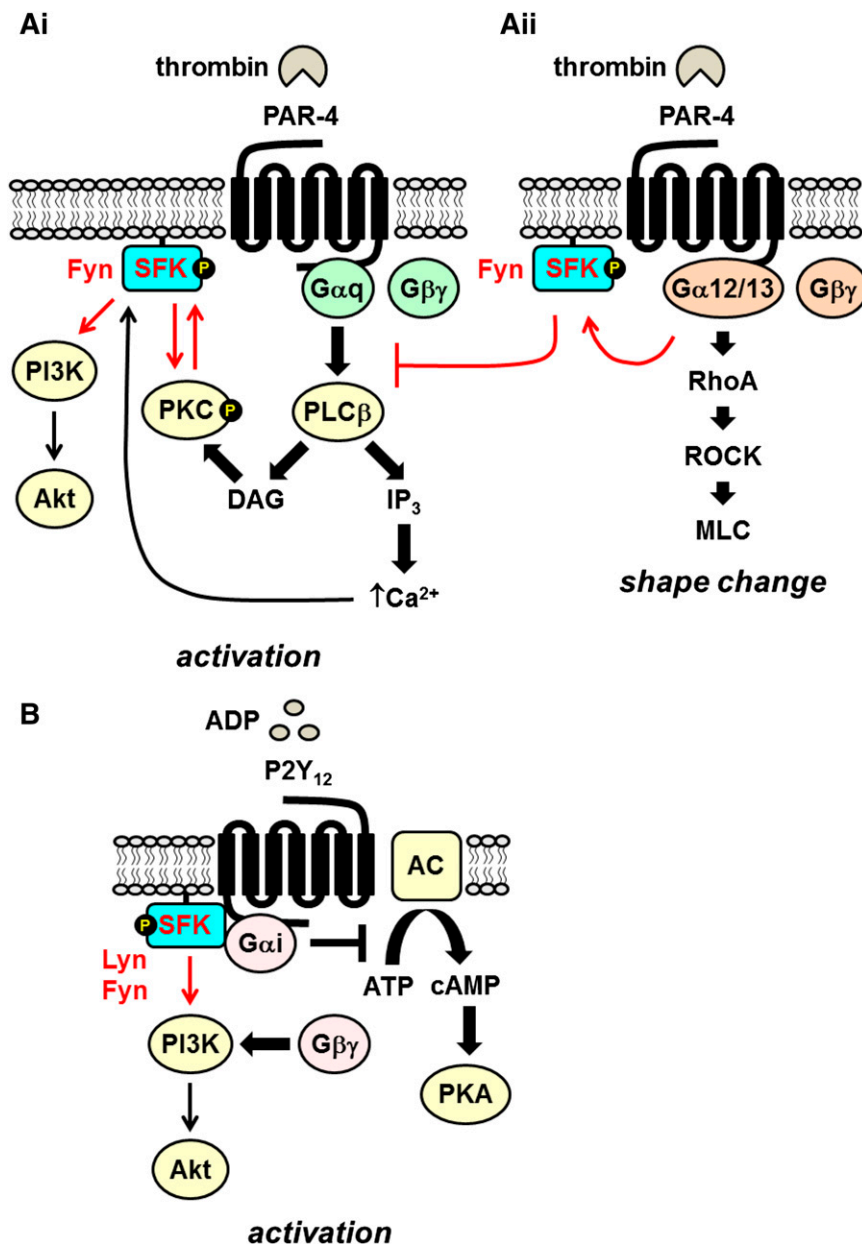 Ai
thrombin
PAR-4
Fyn
SFK
P
Gαq
Gβγ
PI3K
PKC
P
PLCβ
Akt
DAG
IP₃
↑Ca²⁺
activation
Aii
thrombin
PAR-4
Fyn
SFK
P
Gα12/13
Gβγ
RhoA
ROCK
MLC
shape change
B
ADP
P2Y₁₂
AC
P
SFK
Gαi
Lyn
Fyn
ATP cAMP
PI3K
Gβγ
PKA
Akt
activation